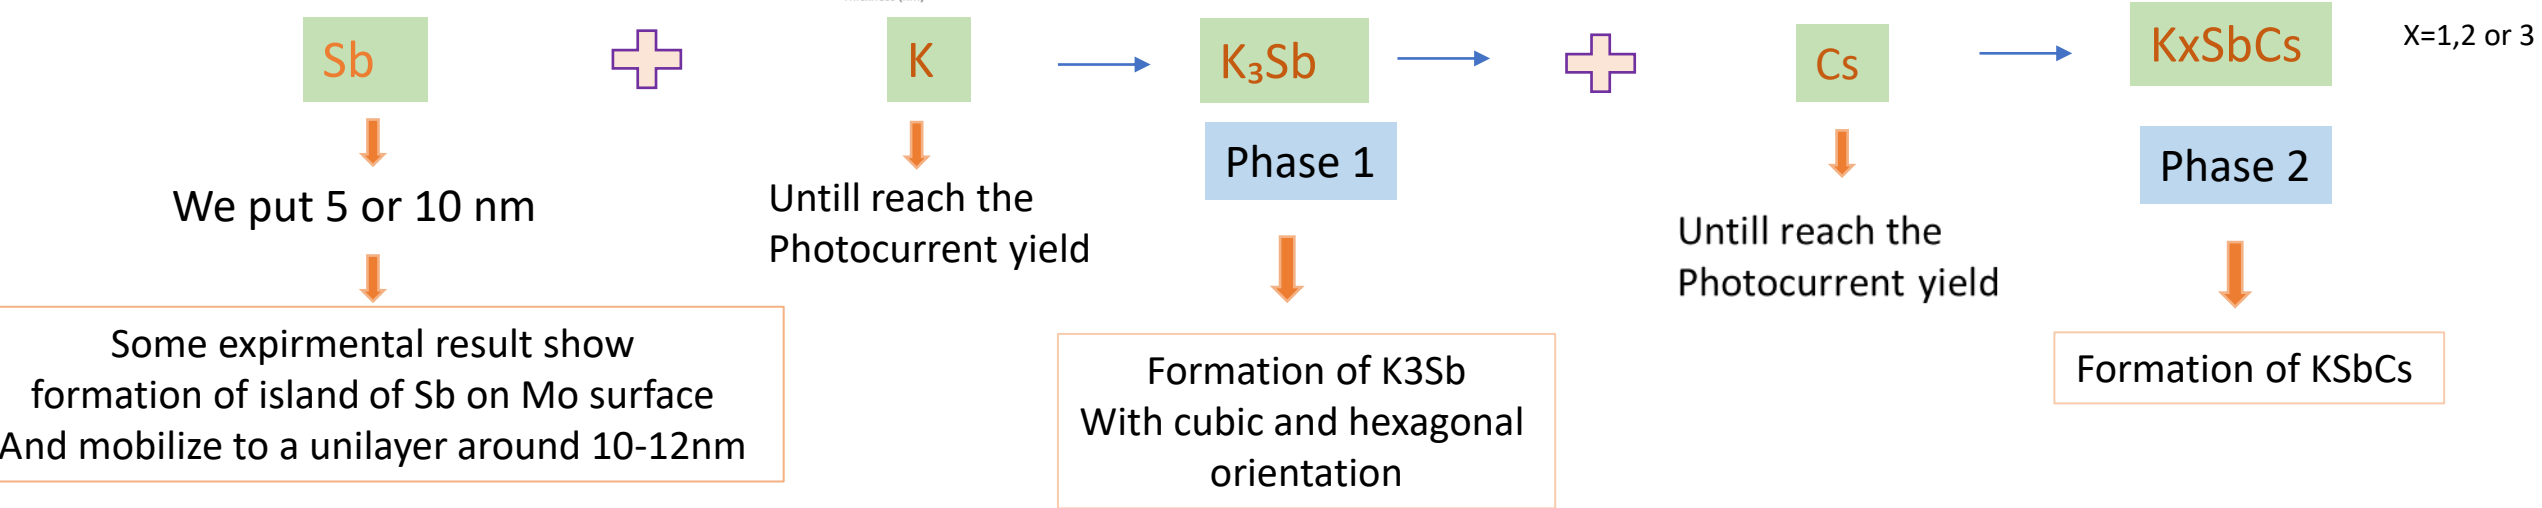 Sb
K
K₃Sb
Cs
KxSbCs
X=1,2 or 3
Phase 1
Phase 2
We put 5 or 10 nm
Untill reach the
Photocurrent yield
Untill reach the
Photocurrent yield
Some expirmental result show
formation of island of Sb on Mo surface
And mobilize to a unilayer around 10-12nm
Formation of K3Sb
With cubic and hexagonal
orientation
Formation of KSbCs